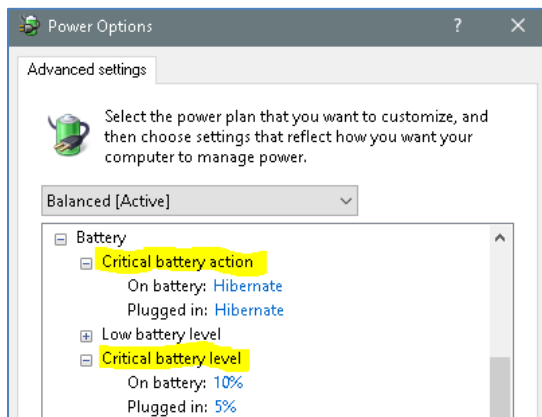 Power Options
Advanced settings
Select the power plan that you want to customize, and
then choose settings that reflect how you want your
computer to manage power.
Balanced [Active]
Battery
Critical battery action
On battery: Hibernate
Plugged in: Hibernate
Low battery level
Critical battery level
On battery: 10%
Plugged in: 5%